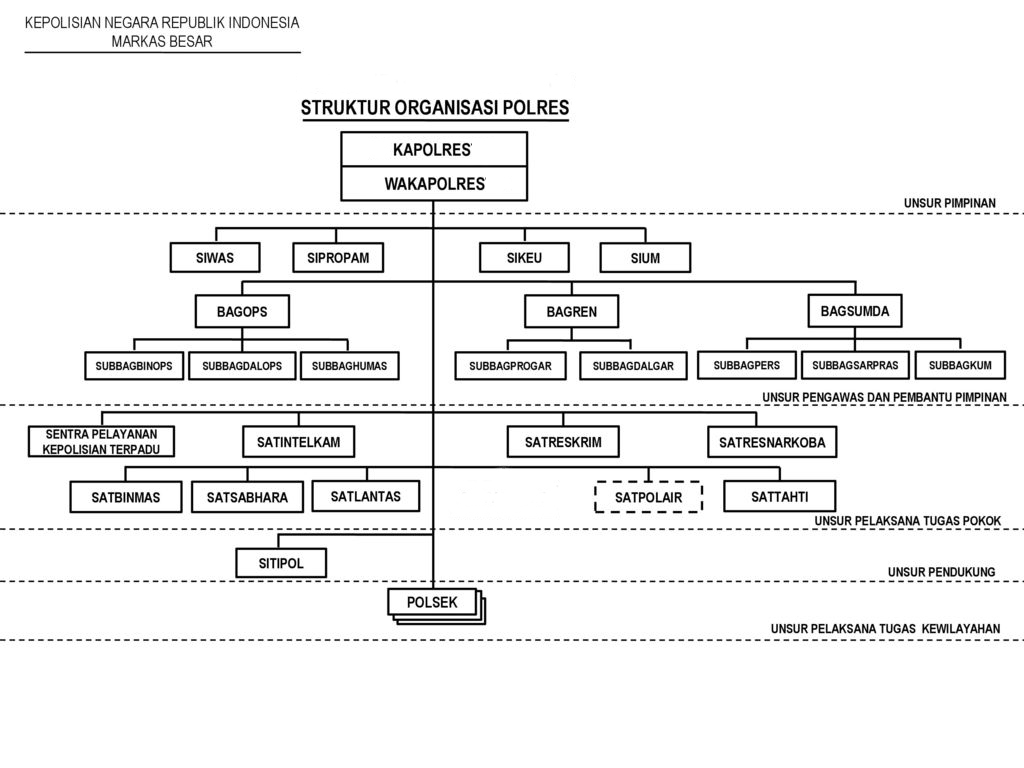 KEPOLISIAN NEGARA REPUBLIK INDONESIA
MARKAS BESAR
STRUKTUR ORGANISASI POLRES
KAPOLRES
WAKAPOLRES
UNSUR PIMPINAN
SIWAS
SIPROPAM
SIKEU
SIUM
BAGOPS
BAGREN
BAGSUMDA
SUBBAGBINOPS
SUBBAGDALOPS
SUBBAGHUMAS
SUBBAGPROGAR
SUBBAGDALGAR
SUBBAGPERS
SUBBAGSARPRAS
SUBBAGKUM
UNSUR PENGAWAS DAN PEMBANTU PIMPINAN
SENTRA PELAYANAN
KEPOLISIAN TERPADU
SATINTELKAM
SATRESKRIM
SATRESNARKOBA
SATBINMAS
SATSABHARA
SATLANTAS
SATPOLAIR
SATTAHTI
UNSUR PELAKSANA TUGAS POKOK
SITIPOL
UNSUR PENDUKUNG
POLSEK
UNSUR PELAKSANA TUGAS KEWILAYAHAN